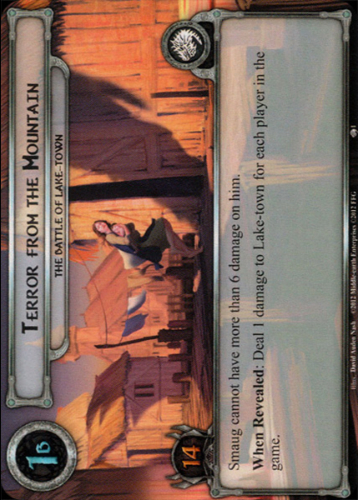 1B
TERROR FROM THE MOUNTAIN
THE BATTLE OF LAKE-TOWN
14
Smaug cannot have more than 6 damage on him.
When Revealed: Deal 1 damage to Lake-town for each player in the
game.
Illus. David Auden Nash ©2012 Middle-earth Enterprises ©2012 FFG
1